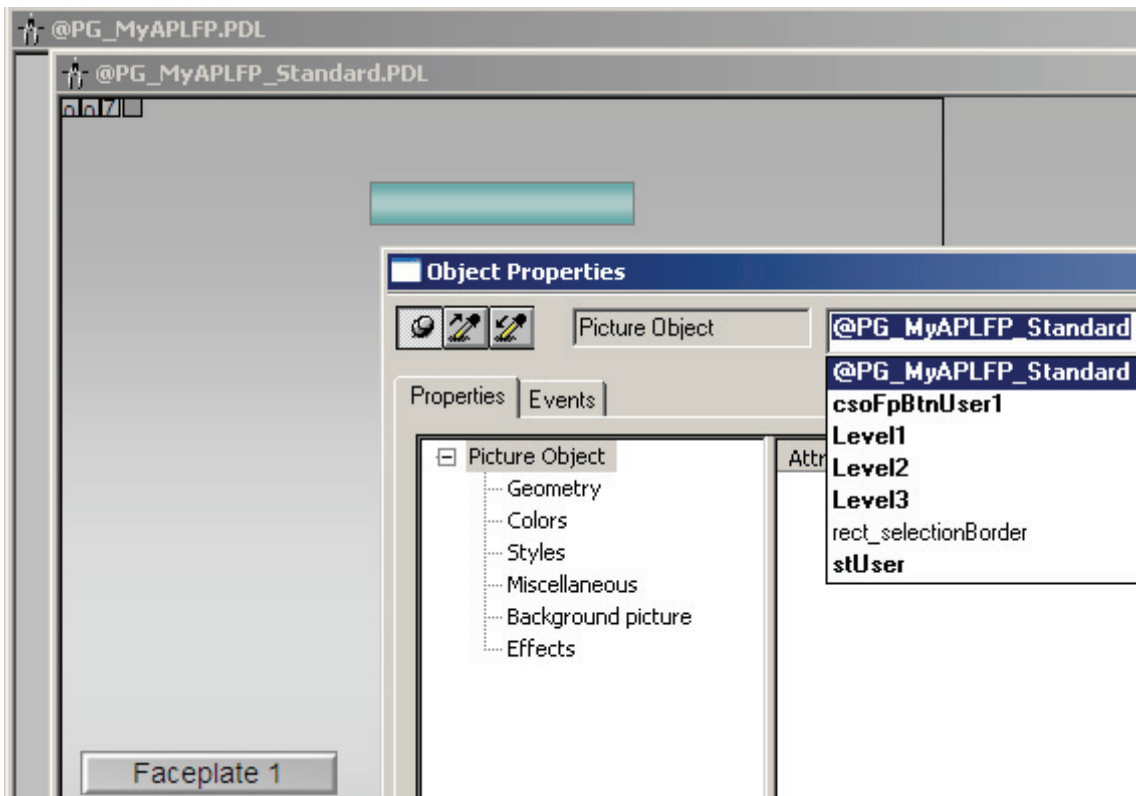 @PG_MyAPLFP.PDL
@PG_MyAPLFP_Standard.PDL
Object Properties
Picture Object
@PG_MyAPLFP_Standard
@PG_MyAPLFP_Standard
csoFpBtnUser1
Level1
Level2
Level3
rect_selectionBorder
stUser
Properties
Events
Picture Object
Attr
Geometry
Colors
Styles
Miscellaneous
Background picture
Effects
Faceplate 1